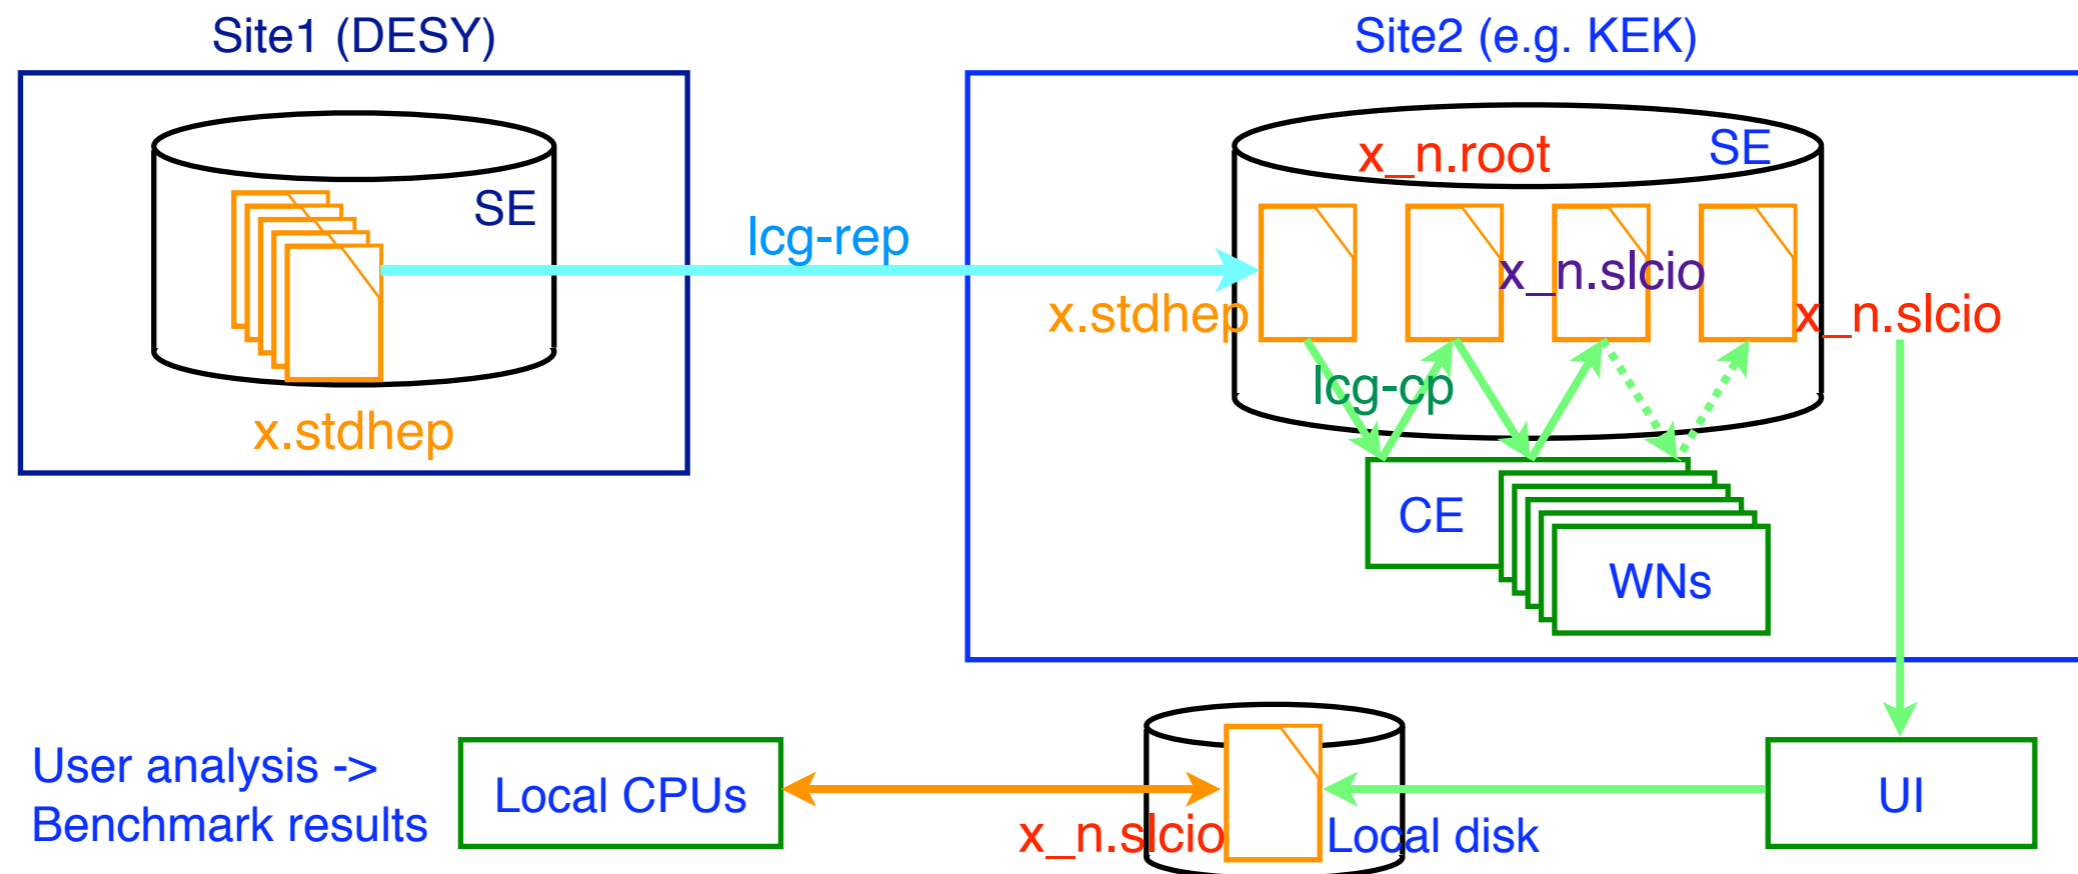 Site1 (DESY)
Site2 (e.g. KEK)
SE
x.stdhep
lcg-rep
x_n.root
SE
x.stdhep
x_n.slcio
x_n.slcio
lcg-cp
CE
WNs
User analysis ->
Benchmark results
Local CPUs
x_n.slcio
Local disk
UI